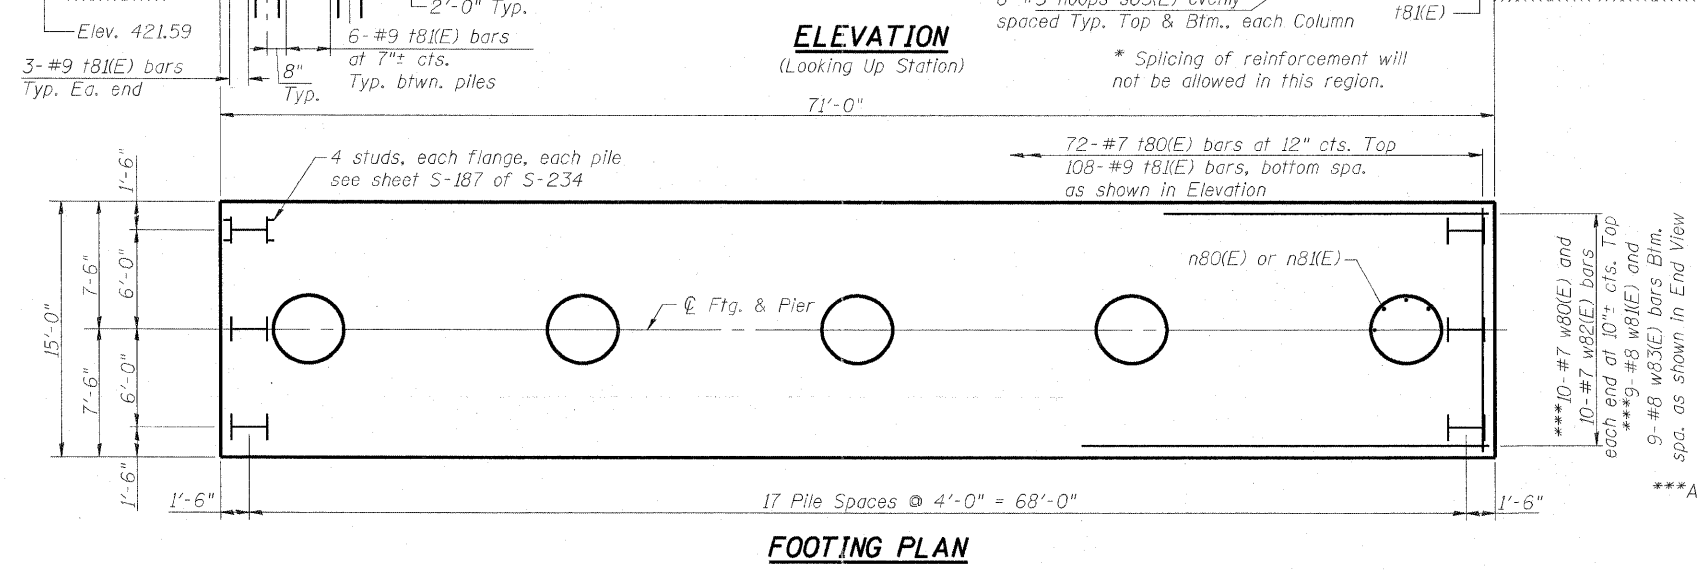 2'-0" Typ.
Elev. 421.59
6-#9 t81(E) bars
at 7"± cts.
Typ. btwn. piles
3-#9 t81(E) bars
Typ. Ea. end
8"
Typ.
ELEVATION
(Looking Up Station)
spaced Typ. Top & Btm., each Column
t81(E)
* Splicing of reinforcement will
not be allowed in this region.
71'-0"
4 studs, each flange, each pile
see sheet S-187 of S-234
72-#7 t80(E) bars at 12" cts. Top
108-#9 t81(E) bars, bottom spa.
as shown in Elevation
1'-6"
15'-0"
7-6"
6'-0"
7'-6"
6'-0"
1'-6"
n80(E) or n81(E)
℄ Ftg. & Pier
***10-#7 w80(E) and
10-#7 w82(E) bars
each end at 10"± cts. Top
***9-#8 w81(E) and
9-#8 w83(E) bars Btm.
spa. as shown in End View
***A
1'-6"
17 Pile Spaces @ 4'-0" = 68'-0"
1'-6"
FOOTING PLAN